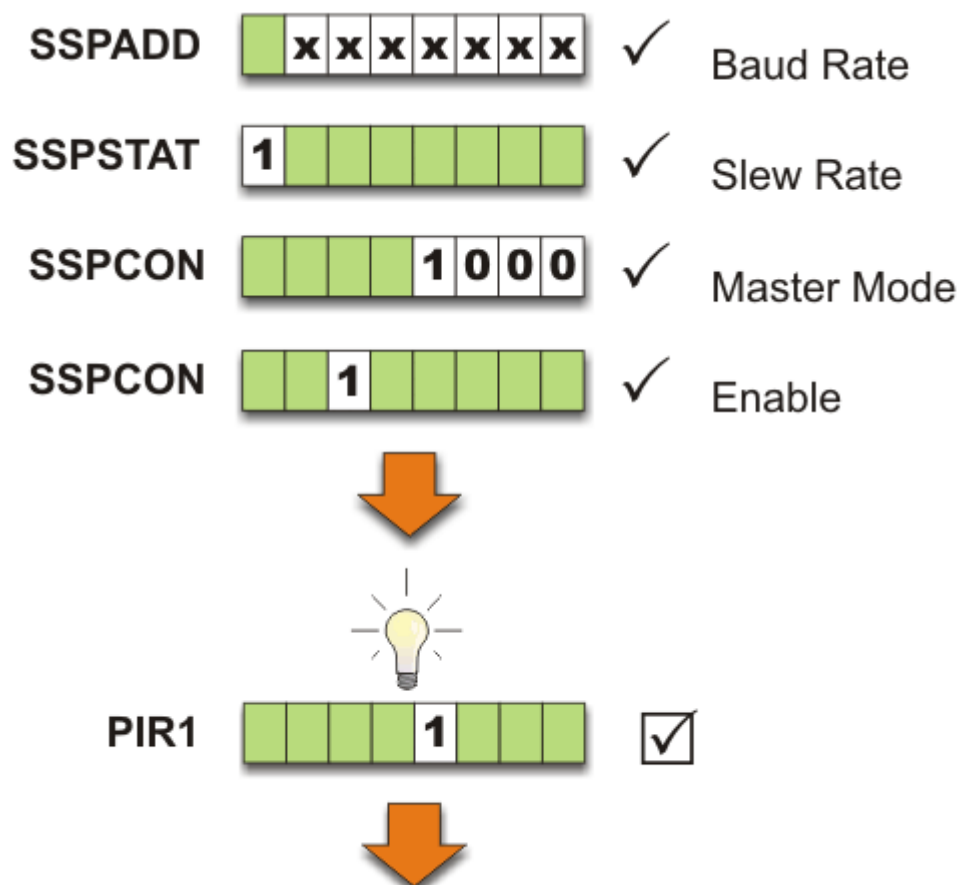 SSPADD x x x x x x x ✓ Baud Rate
SSPSTAT 1 ✓ Slew Rate
SSPCON 1 0 0 0 ✓ Master Mode
SSPCON 1 ✓ Enable
PIR1 1 ☑